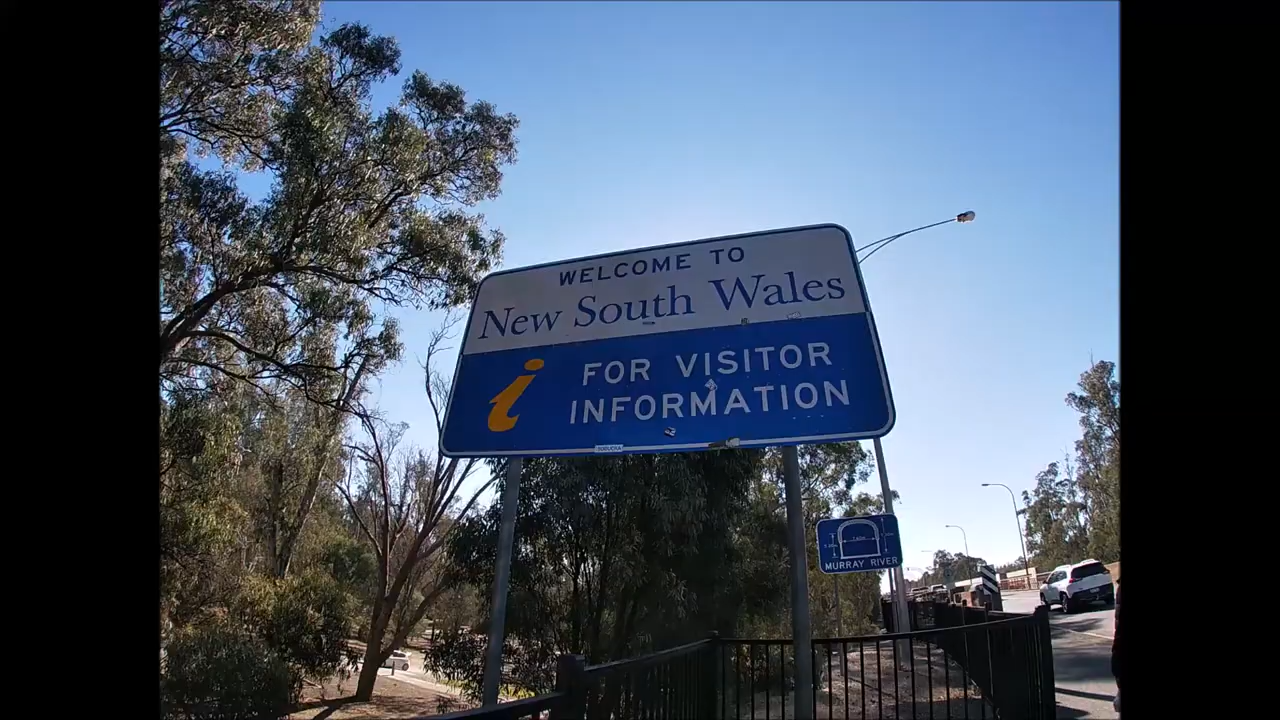 WELCOME TO
New South Wales
i FOR VISITOR
INFORMATION
MURRAY RIVER